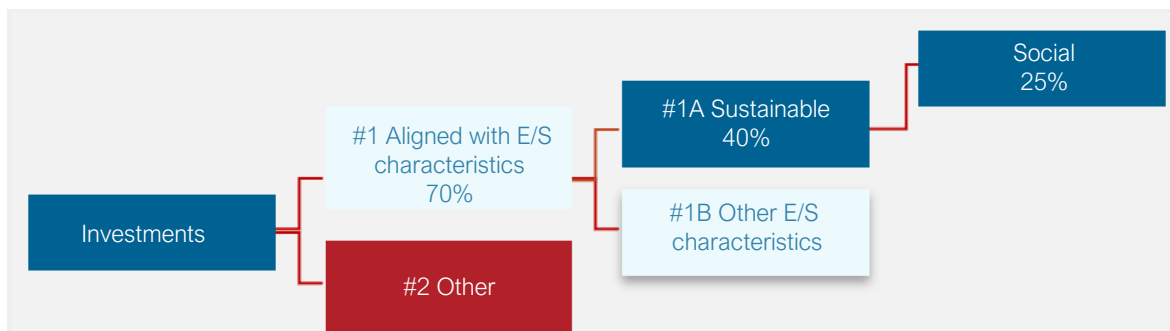 Investments
#1 Aligned with E/S
characteristics
70%
#2 Other
#1A Sustainable
40%
#1B Other E/S
characteristics
Social
25%